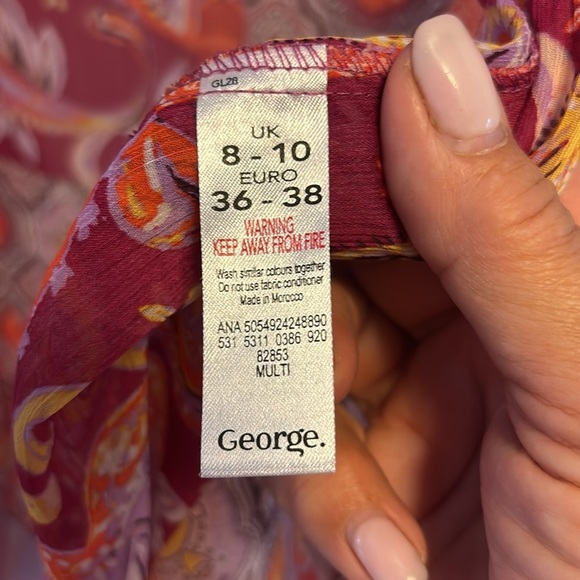 GLZB
UK
8 - 10
EURO
36 - 38
WARNING
KEEP AWAY FROM FIRE
Wash similar colours together
Do not use fabric conditioner
Made in Morocco
ANA 5054924248890
531 5311 0386 920
82853
MULTI
George.